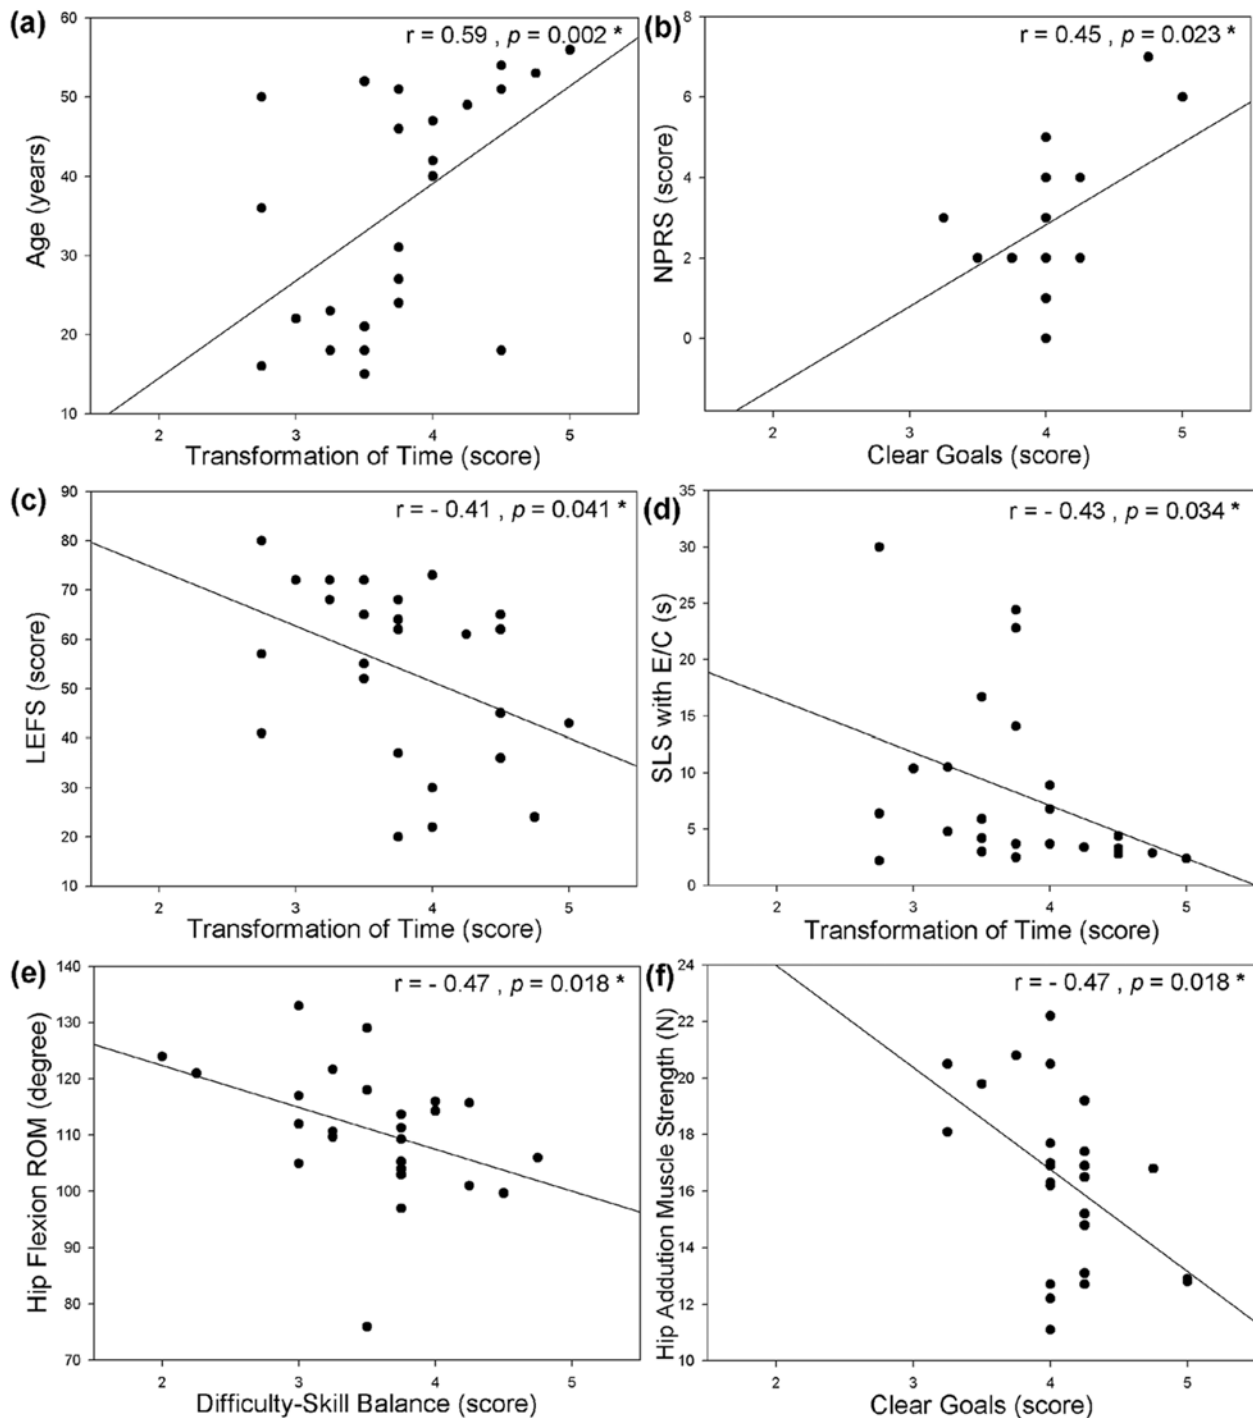 (a)
r = 0.59 , p = 0.002 *
60
50
40
30
20
10
Age (years)
2 3 4 5
Transformation of Time (score)
(b)
r = 0.45 , p = 0.023 *
8
6
4
2
0
NPRS (score)
2 3 4 5
Clear Goals (score)
(c)
r = - 0.41 , p = 0.041 *
90
80
70
60
50
40
30
20
10
LEFS (score)
2 3 4 5
Transformation of Time (score)
(d)
r = - 0.43 , p = 0.034 *
35
30
25
20
15
10
5
0
SLS with E/C (s)
2 3 4 5
Transformation of Time (score)
(e)
r = - 0.47 , p = 0.018 *
140
130
120
110
100
90
80
70
Hip Flexion ROM (degree)
2 3 4 5
Difficulty-Skill Balance (score)
(f)
r = - 0.47 , p = 0.018 *
24
22
20
18
16
14
12
10
Hip Addution Muscle Strength (N)
2 3 4 5
Clear Goals (score)